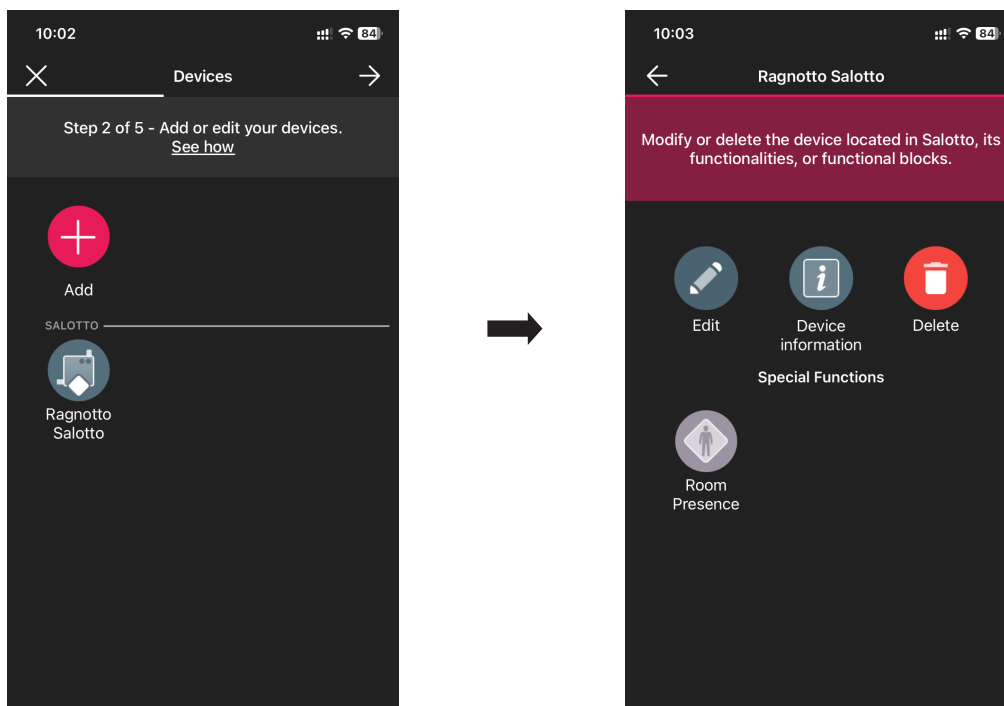 10:02
84
Devices
Step 2 of 5 - Add or edit your devices.
See how
Add
SALOTTO
Ragnotto
Salotto
10:03
84
Ragnotto Salotto
Modify or delete the device located in Salotto, its
functionalities, or functional blocks.
Edit
Device
information
Delete
Special Functions
Room
Presence